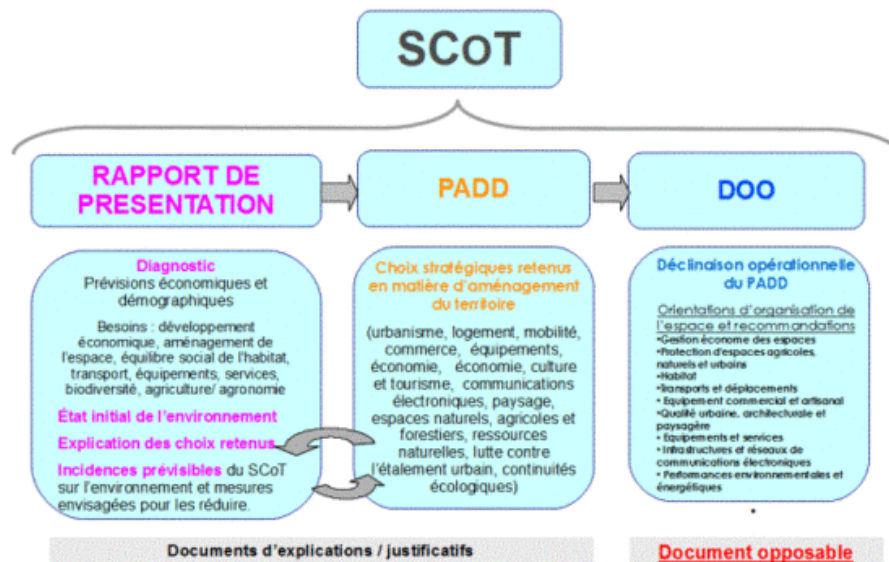 SCoT
RAPPORT DE
PRESENTATION
PADD
DOO
Diagnostic
Prévisions économiques et
démographiques
Besoins : développement
économique, aménagement de
l'espace, équilibre social de l'habitat,
transport, équipements, services,
biodiversité, agriculture/ agronomie
État initial de l'environnement
Explication des choix retenus
Incidences prévisibles du SCoT
sur l'environnement et mesures
envisagées pour les réduire.
Choix stratégiques retenus
en matière d'aménagement
du territoire
(urbanisme, logement, mobilité,
commerce, équipements,
économie, économie, culture
et tourisme, communications
électroniques, paysage,
espaces naturels, agricoles et
forestiers, ressources
naturelles, lutte contre
l'étalement urbain, continuités
écologiques)
Déclinaison opérationnelle
du PADD
Orientations d'organisation de
l'espace et recommandations
•Gestion économe des espaces
•Protection d'espaces agricoles,
naturels et urbains
•Habitat
•Transports et déplacements
• Equipement commercial et artisanal
•Qualité urbaine, architecturale et
paysagère
• Equipements et services
• Infrastructures et réseaux de
communications électroniques
• Performances environnementales et
énergétiques
•
Documents d'explications / justificatifs
Document opposable